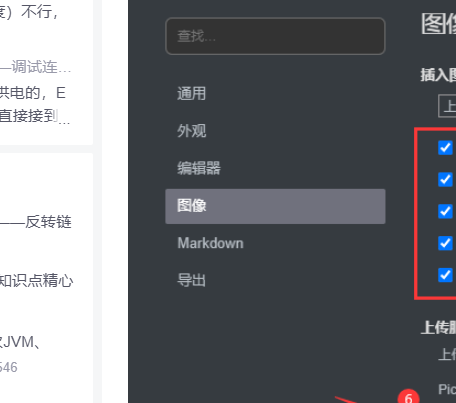 度）不行，
—调试连...
供电的，E
直接接到...
——反转链
知识点精心
JVM、
546
查找...
通用
外观
编辑器
图像
Markdown
导出
图像
插入图
上
上传服
上传
Pic
6